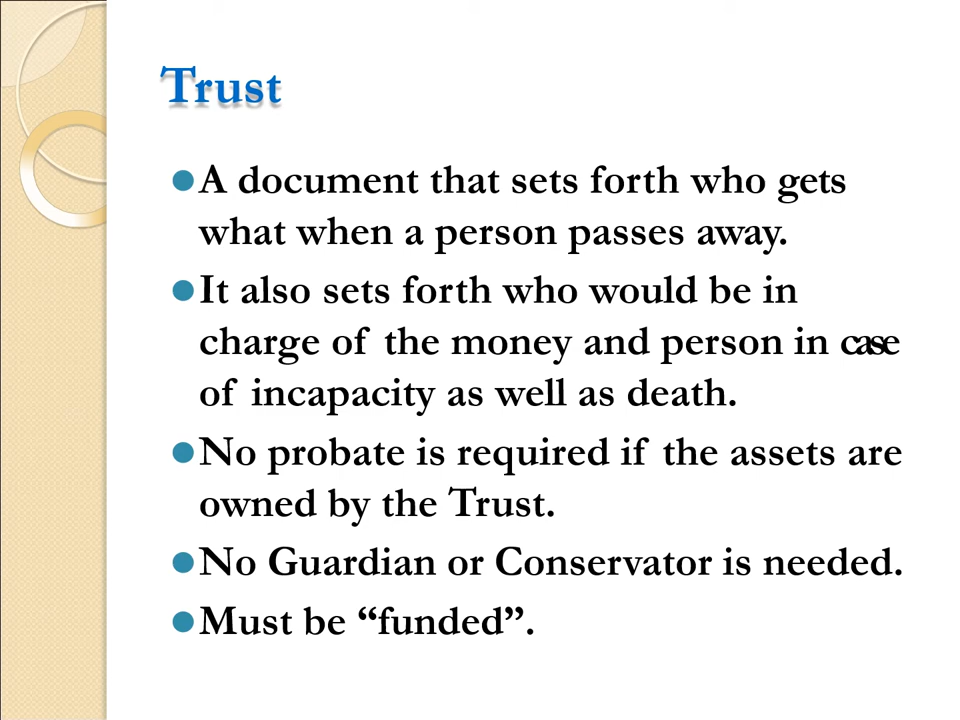 Trust
●A document that sets forth who gets
what when a person passes away.
●It also sets forth who would be in
charge of the money and person in case
of incapacity as well as death.
●No probate is required if the assets are
owned by the Trust.
●No Guardian or Conservator is needed.
●Must be “funded”.